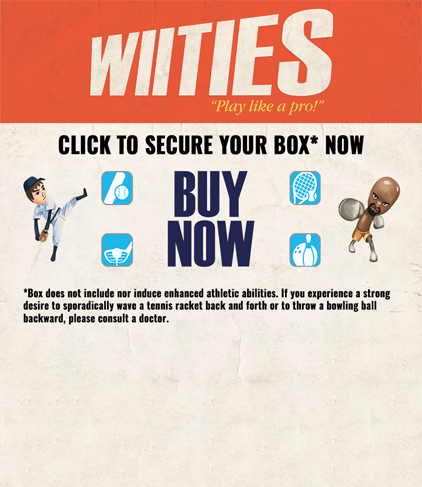 WIITIES
“Play like a pro!”
CLICK TO SECURE YOUR BOX* NOW
BUY
NOW
*Box does not include nor induce enhanced athletic abilities. If you experience a strong
desire to sporadically wave a tennis racket back and forth or to throw a bowling ball
backward, please consult a doctor.